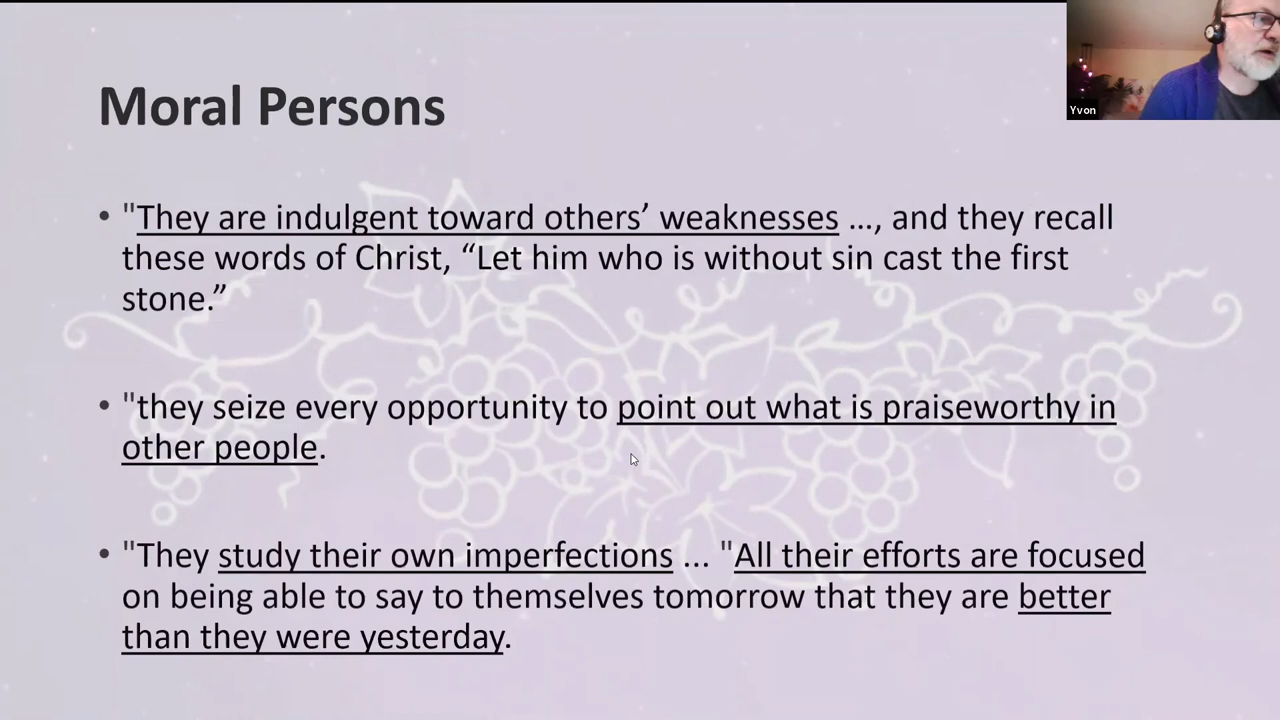 Moral Persons
Yvon
• "They are indulgent toward others’ weaknesses …, and they recall
these words of Christ, “Let him who is without sin cast the first
stone.”
• "they seize every opportunity to point out what is praiseworthy in
other people.
• "They study their own imperfections ... "All their efforts are focused
on being able to say to themselves tomorrow that they are better
than they were yesterday.